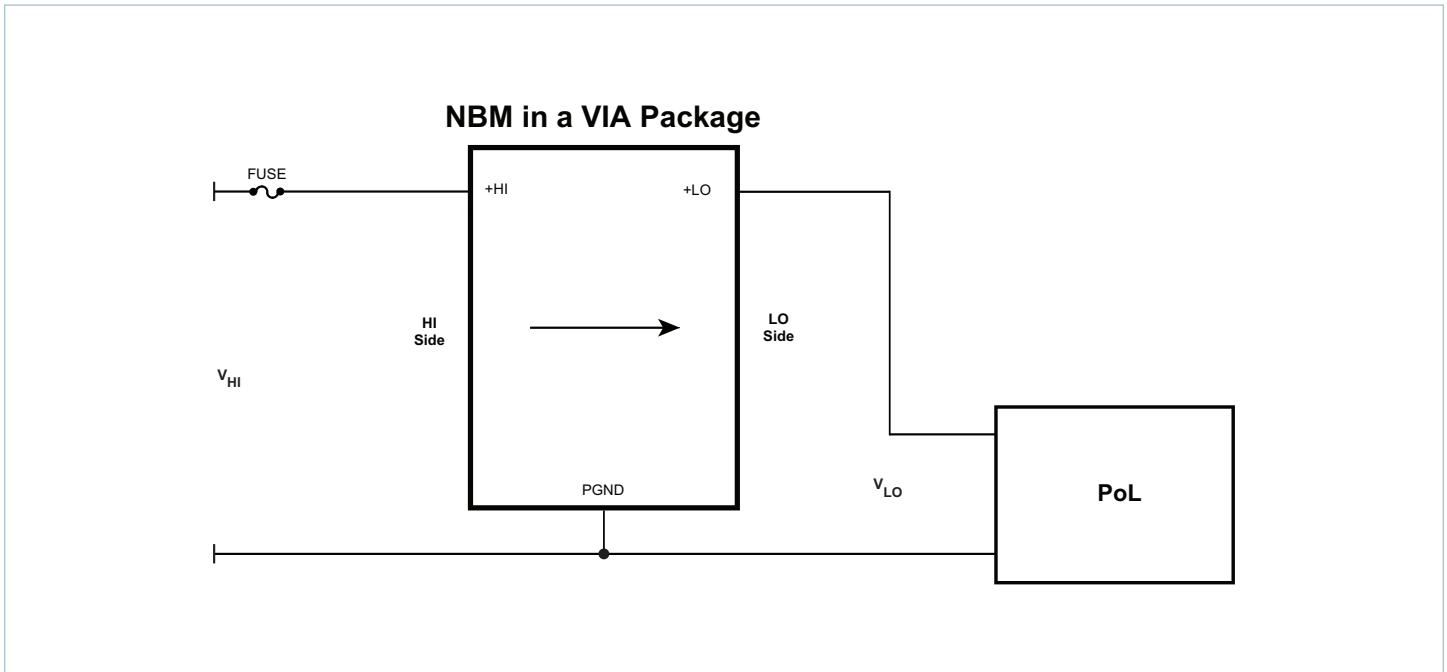 NBM in a VIA Package
FUSE
+HI
+LO
HI
Side
LO
Side
VHI
PGND
VLO
PoL